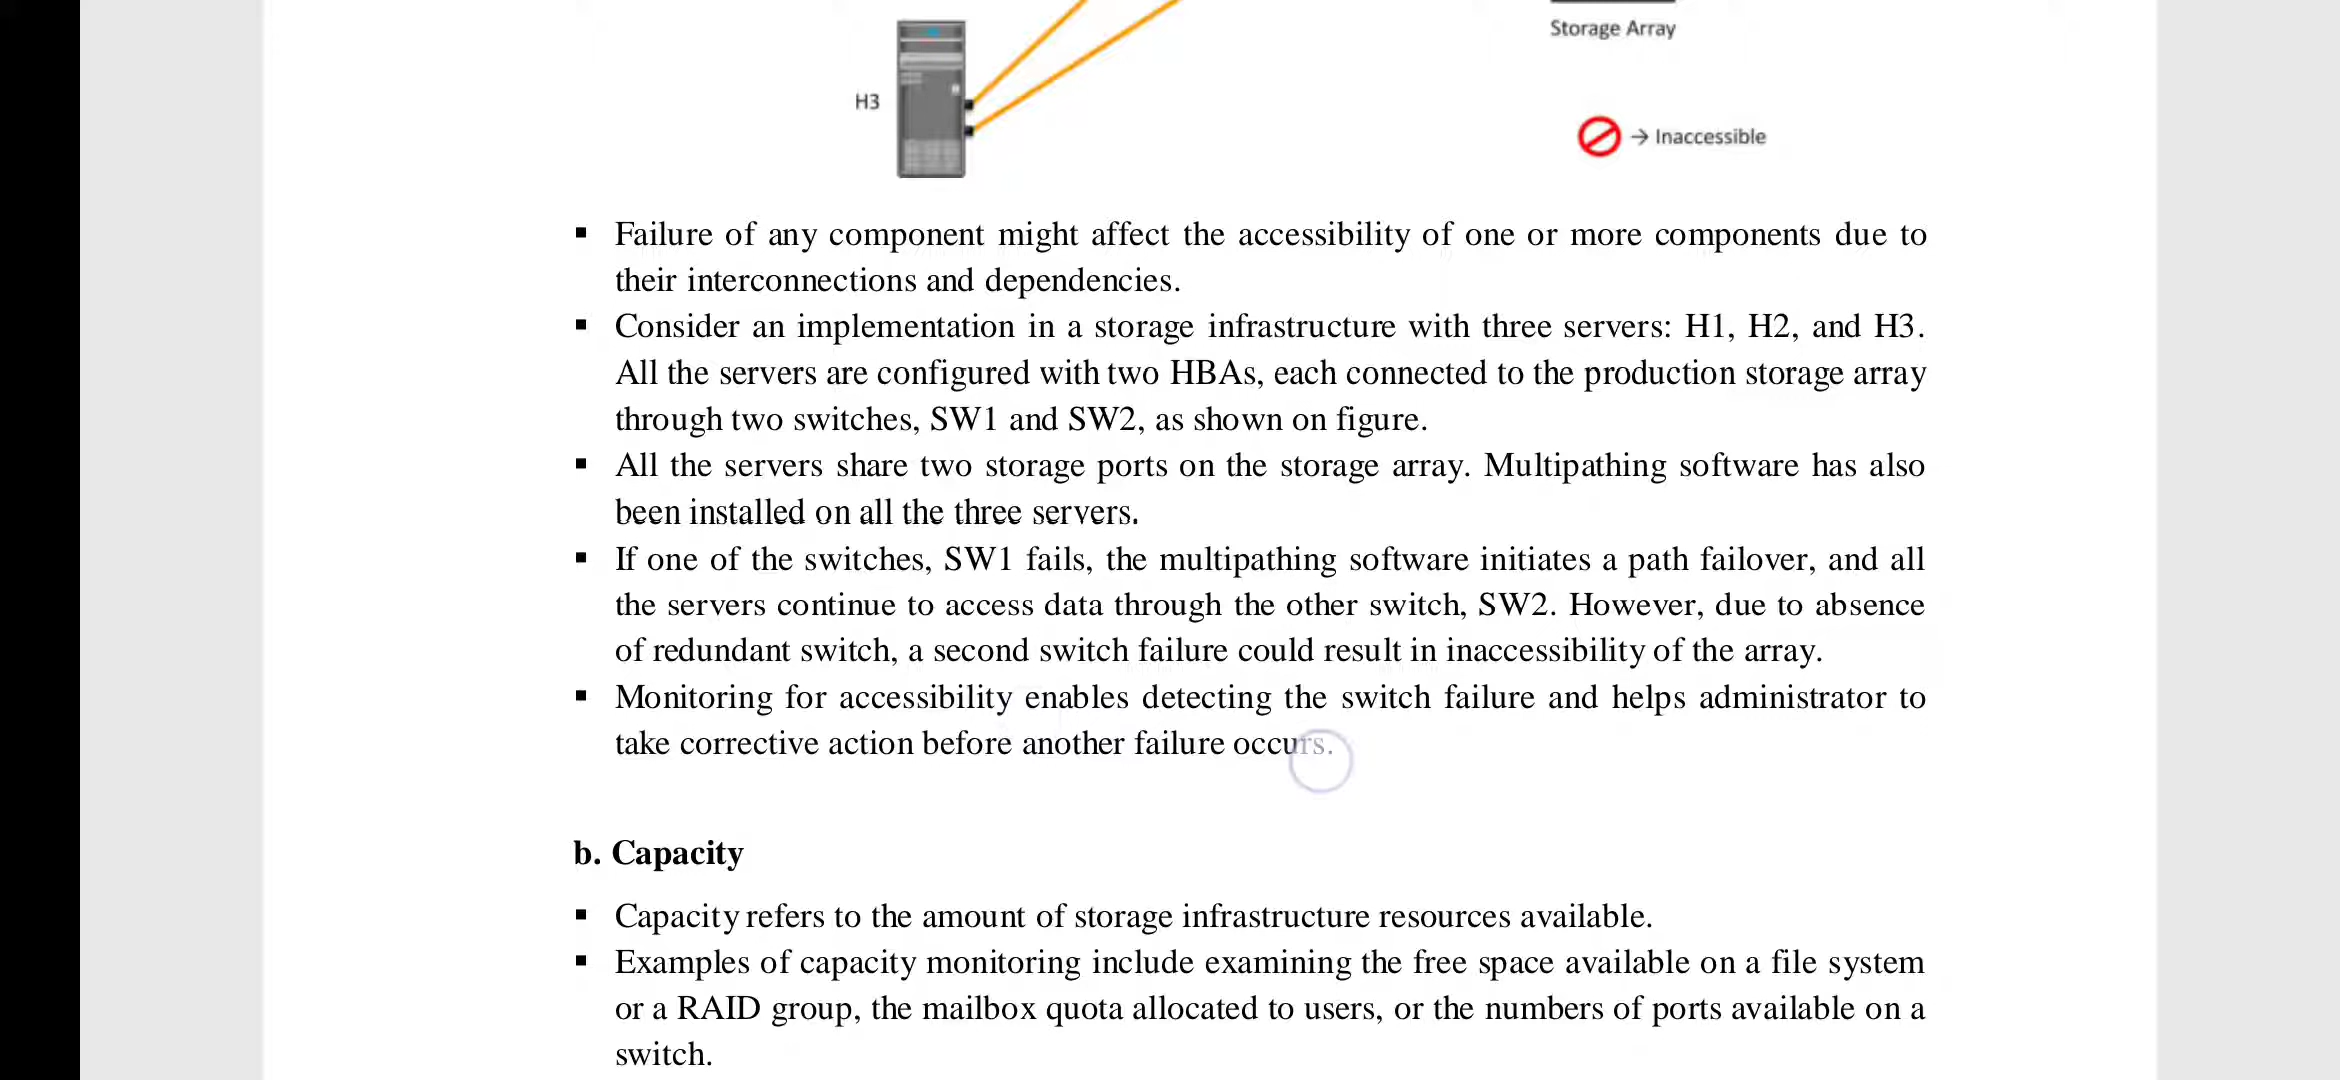 Storage Array
H3
→ Inaccessible
▪ Failure of any component might affect the accessibility of one or more components due to
their interconnections and dependencies.
▪ Consider an implementation in a storage infrastructure with three servers: H1, H2, and H3.
All the servers are configured with two HBAs, each connected to the production storage array
through two switches, SW1 and SW2, as shown on figure.
▪ All the servers share two storage ports on the storage array. Multipathing software has also
been installed on all the three servers.
▪ If one of the switches, SW1 fails, the multipathing software initiates a path failover, and all
the servers continue to access data through the other switch, SW2. However, due to absence
of redundant switch, a second switch failure could result in inaccessibility of the array.
▪ Monitoring for accessibility enables detecting the switch failure and helps administrator to
take corrective action before another failure occurs.
b. Capacity
▪ Capacity refers to the amount of storage infrastructure resources available.
▪ Examples of capacity monitoring include examining the free space available on a file system
or a RAID group, the mailbox quota allocated to users, or the numbers of ports available on a
switch.